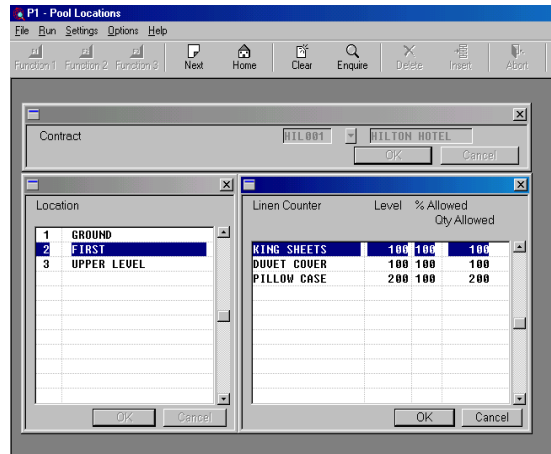 P1 - Pool Locations
File Run Settings Options Help
Function 1 Function 2 Function 3 Next Home Clear Enquire Delete Insert Abort
Contract HIL001 HILTON HOTEL
OK Cancel
Location
1 GROUND
2 FIRST
3 UPPER LEVEL
OK Cancel
Linen Counter Level % Allowed
Qty Allowed
KING SHEETS 100 100 100
DUVET COVER 100 100 100
PILLOW CASE 200 100 200
OK Cancel